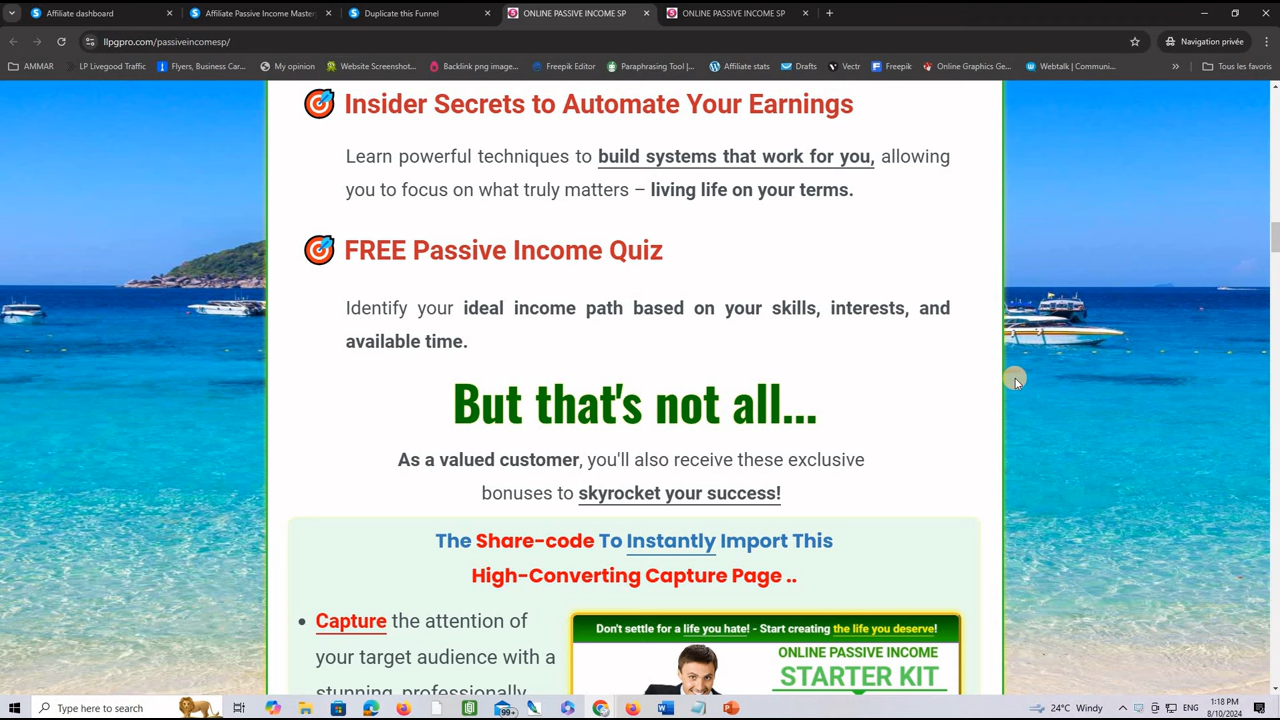 Affiliate dashboard
Affiliate Passive Income Master
Duplicate this Funnel
ONLINE PASSIVE INCOME SP
ONLINE PASSIVE INCOME SP
llpgpro.com/passiveincomesp/
Navigation privée
AMMAR
LP Livegood Traffic
Flyers, Business Car...
My opinion
Website Screenshot...
Backlink png image...
Freepik Editor
Paraphrasing Tool |...
Affiliate stats
Drafts
Vectr
Freepik
Online Graphics Ge...
Webtalk | Communi...
Tous les favoris
Insider Secrets to Automate Your Earnings
Learn powerful techniques to build systems that work for you, allowing
you to focus on what truly matters – living life on your terms.
FREE Passive Income Quiz
Identify your ideal income path based on your skills, interests, and
available time.
But that's not all...
As a valued customer, you'll also receive these exclusive
bonuses to skyrocket your success!
The Share-code To Instantly Import This
High-Converting Capture Page ..
Capture the attention of
your target audience with a
stunning, professionally
Don't settle for a life you hate! - Start creating the life you deserve!
ONLINE PASSIVE INCOME
STARTER KIT
Type here to search
99+
24°C Windy
1:18 PM
8/10/2024